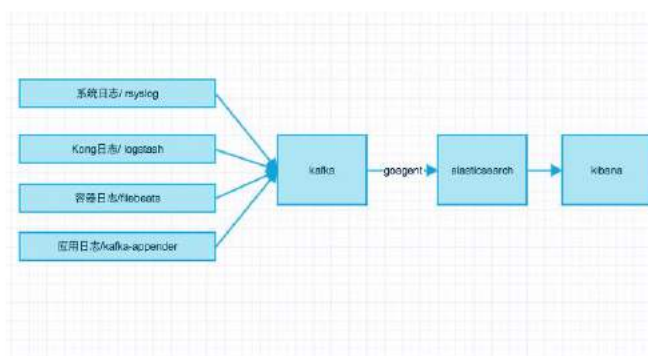 系统日志/ rsyslog
Kong日志/ logstash
容器日志/filebeats
应用日志/kafka-appender
kafka
goagent
elasticsearch
kibana